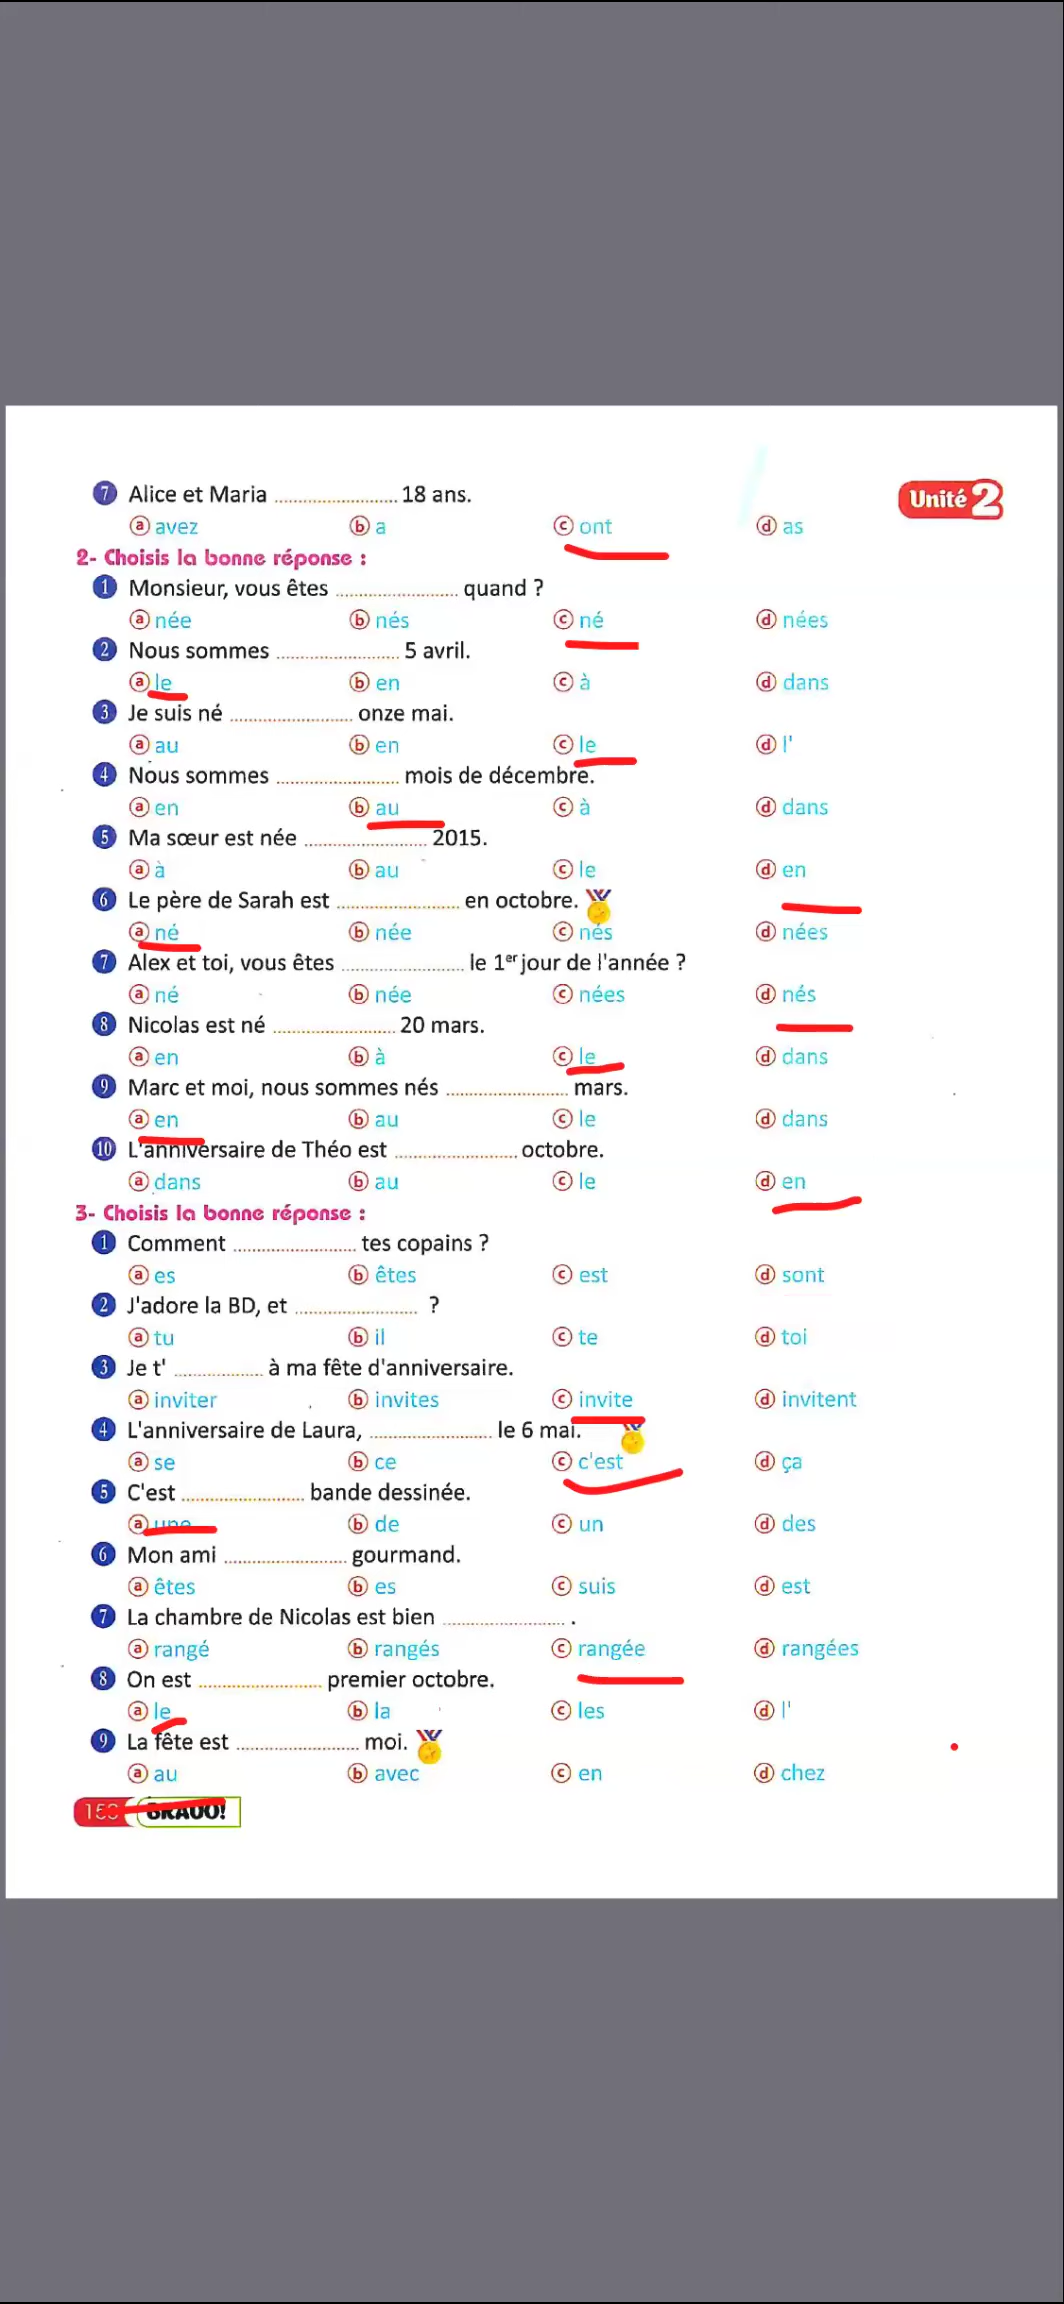 7 Alice et Maria ........................ 18 ans.
Unité 2
a avez b a c ont d as
2- Choisis la bonne réponse :
1 Monsieur, vous êtes ........................ quand ?
a née b nés c né d nées
2 Nous sommes ........................ 5 avril.
a le b en c à d dans
3 Je suis né ........................ onze mai.
a au b en c le d l'
4 Nous sommes ........................ mois de décembre.
a en b au c à d dans
5 Ma sœur est née ........................ 2015.
a à b au c le d en
6 Le père de Sarah est ........................ en octobre.
a né b née c nés d nées
7 Alex et toi, vous êtes ........................ le 1er jour de l'année ?
a né b née c nées d nés
8 Nicolas est né ........................ 20 mars.
a en b à c le d dans
9 Marc et moi, nous sommes nés ........................ mars.
a en b au c le d dans
10 L'anniversaire de Théo est ........................ octobre.
a dans b au c le d en
3- Choisis la bonne réponse :
1 Comment ........................ tes copains ?
a es b êtes c est d sont
2 J'adore la BD, et ........................ ?
a tu b il c te d toi
3 Je t' ................. à ma fête d'anniversaire.
a inviter b invites c invite d invitent
4 L'anniversaire de Laura, ........................ le 6 mai.
a se b ce c c'est d ça
5 C'est ........................ bande dessinée.
a une b de c un d des
6 Mon ami ........................ gourmand.
a êtes b es c suis d est
7 La chambre de Nicolas est bien ........................ .
a rangé b rangés c rangée d rangées
8 On est ........................ premier octobre.
a le b la c les d l'
9 La fête est ........................ moi.
a au b avec c en d chez
BRAVO!